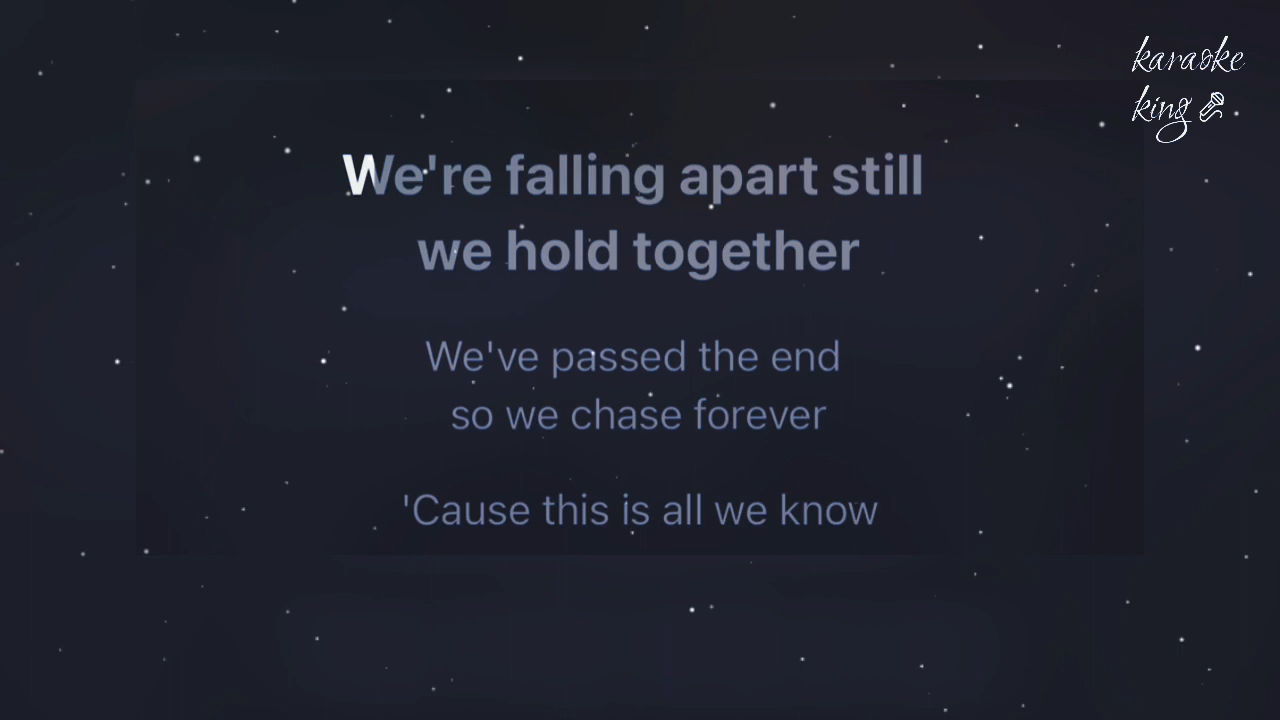 karaoke
king
We're falling apart still
we hold together
We've passed the end
so we chase forever
'Cause this is all we know